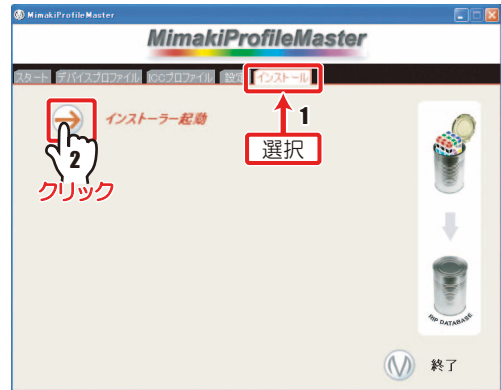 MimakiProfileMaster
MimakiProfileMaster
スタート デバイスプロファイル ICCプロファイル 設定 インストール
インストーラー起動
1
選択
2
クリック
RIP DATABASE
終了